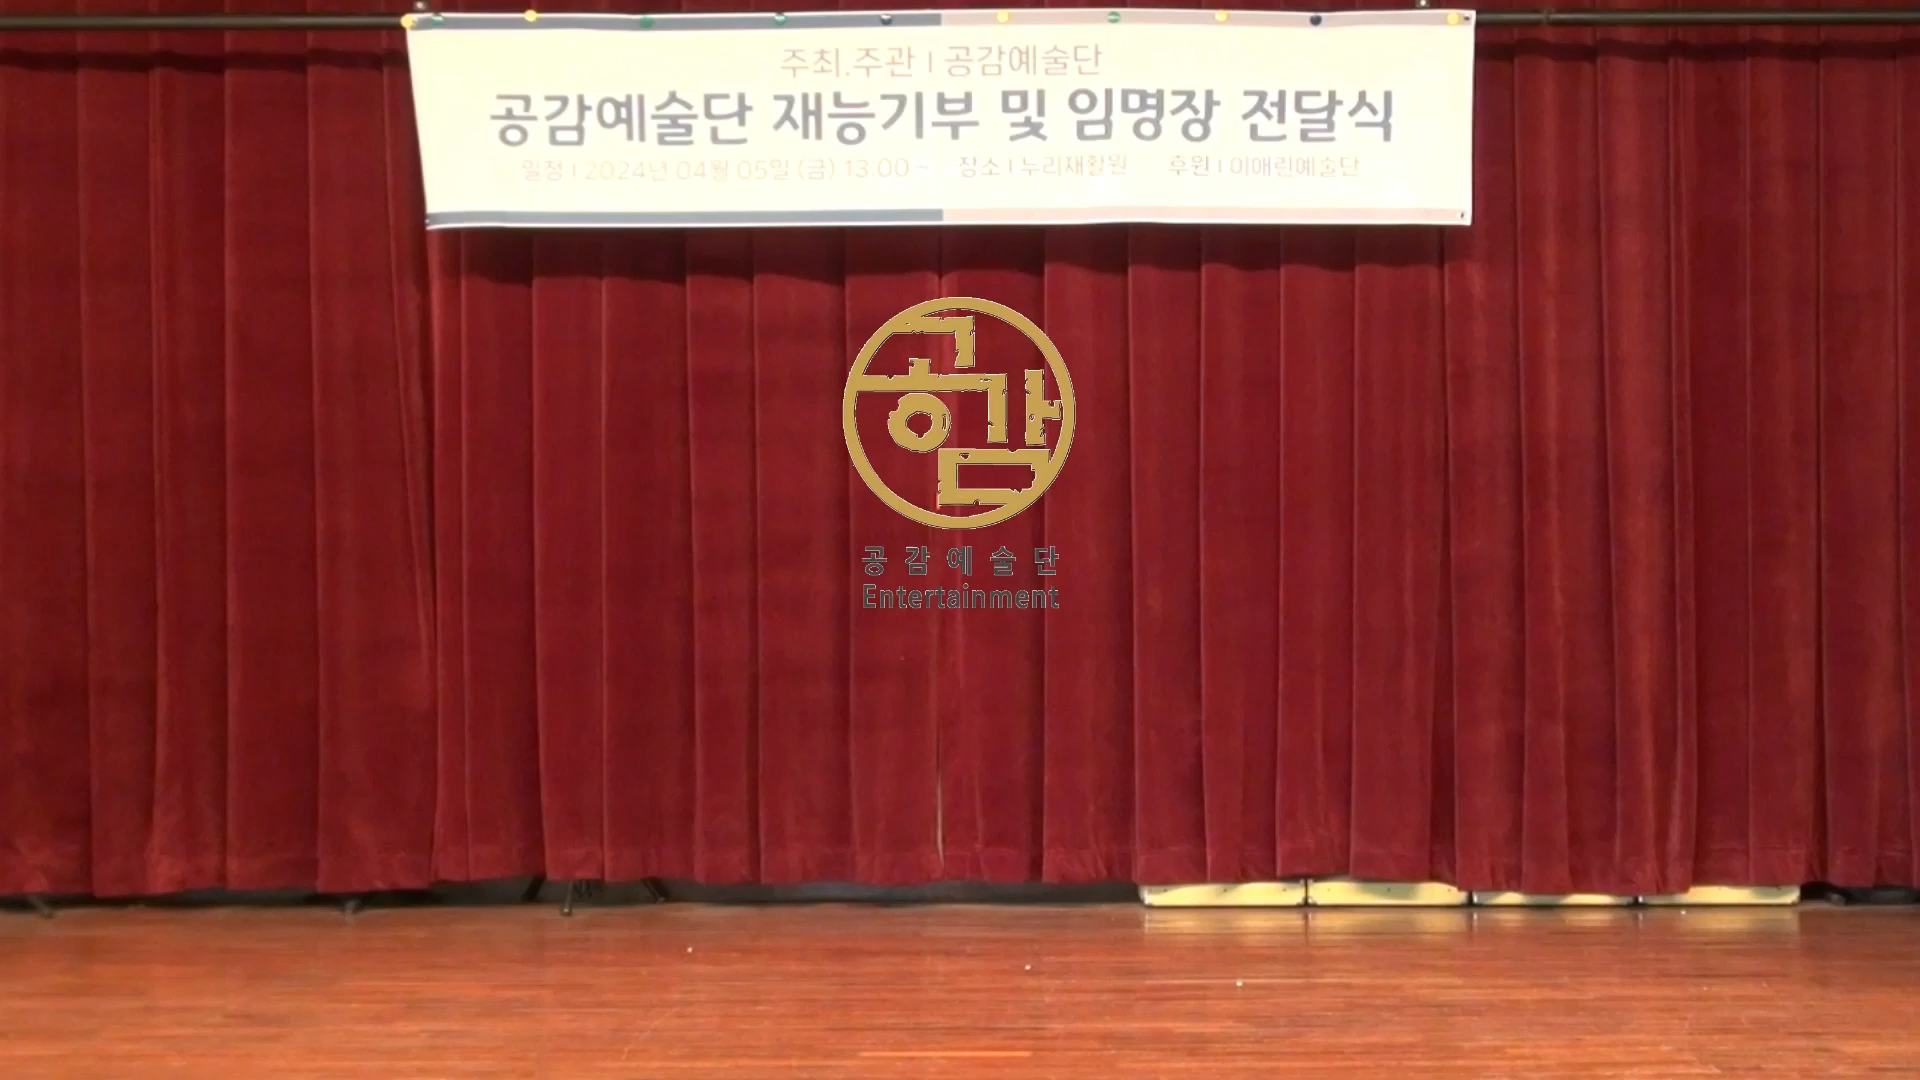 주최.주관 | 공감예술단
공감예술단 재능기부 및 임명장 전달식
일정 | 2024년 04월 05일 (금) 13:00 ~ 장소 | 누리재활원 후원 | 이애린예술단
공감
공감예술단
Entertainment